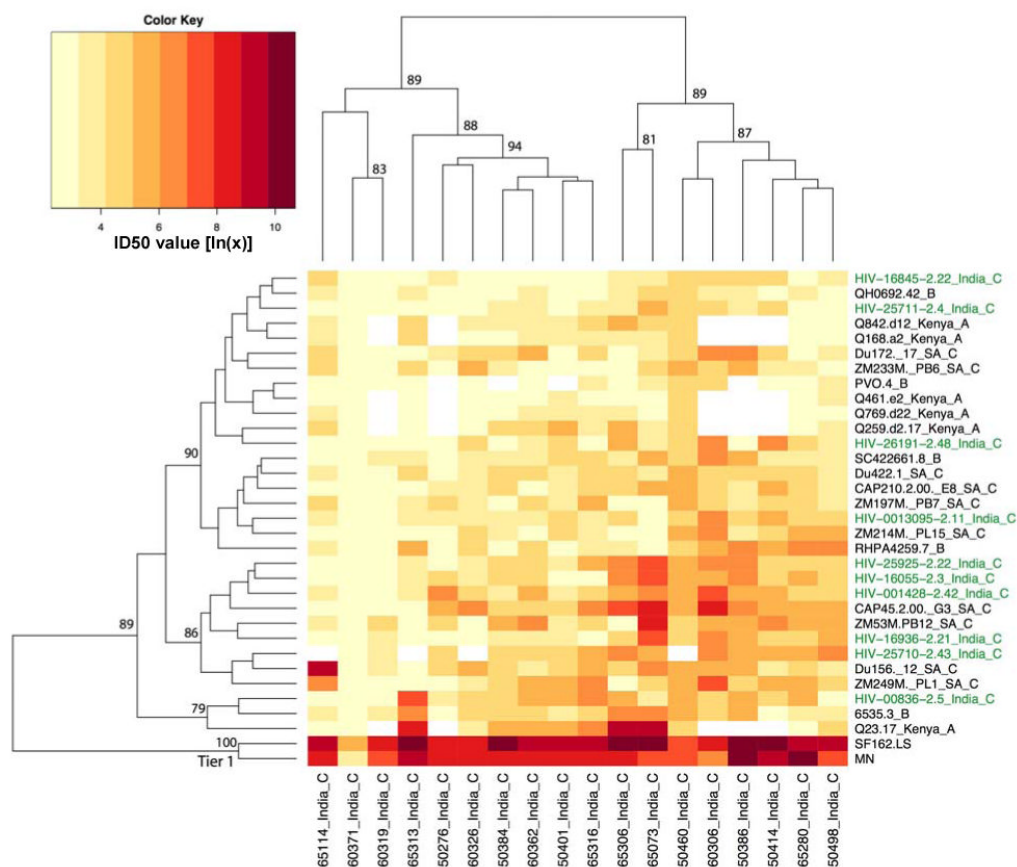 Color Key
4 6 8 10
ID50 value [ln(x)]
89
89
88
87
94
81
83
HIV-16845-2.22_India_C
QH0692.42_B
HIV-25711-2.4_India_C
Q842.d12_Kenya_A
Q168.a2_Kenya_A
Du172._17_SA_C
ZM233M._PB6_SA_C
PVO.4_B
Q461.e2_Kenya_A
Q769.d22_Kenya_A
Q259.d2.17_Kenya_A
HIV-26191-2.48_India_C
90
SC422661.8_B
Du422.1_SA_C
CAP210.2.00._E8_SA_C
ZM197M._PB7_SA_C
HIV-0013095-2.11_India_C
ZM214M._PL15_SA_C
RHPA4259.7_B
HIV-25925-2.22_India_C
HIV-16055-2.3_India_C
HIV-001428-2.42_India_C
CAP45.2.00._G3_SA_C
89
ZM53M.PB12_SA_C
86
HIV-16936-2.21_India_C
HIV-25710-2.43_India_C
Du156._12_SA_C
ZM249M._PL1_SA_C
HIV-00836-2.5_India_C
79
6535.3_B
Q23.17_Kenya_A
100
SF162.LS
Tier 1
MN
65114_India_C
60371_India_C
60319_India_C
65313_India_C
50276_India_C
60326_India_C
50384_India_C
60362_India_C
50401_India_C
65316_India_C
65306_India_C
65073_India_C
50460_India_C
60306_India_C
50386_India_C
50414_India_C
65280_India_C
50498_India_C